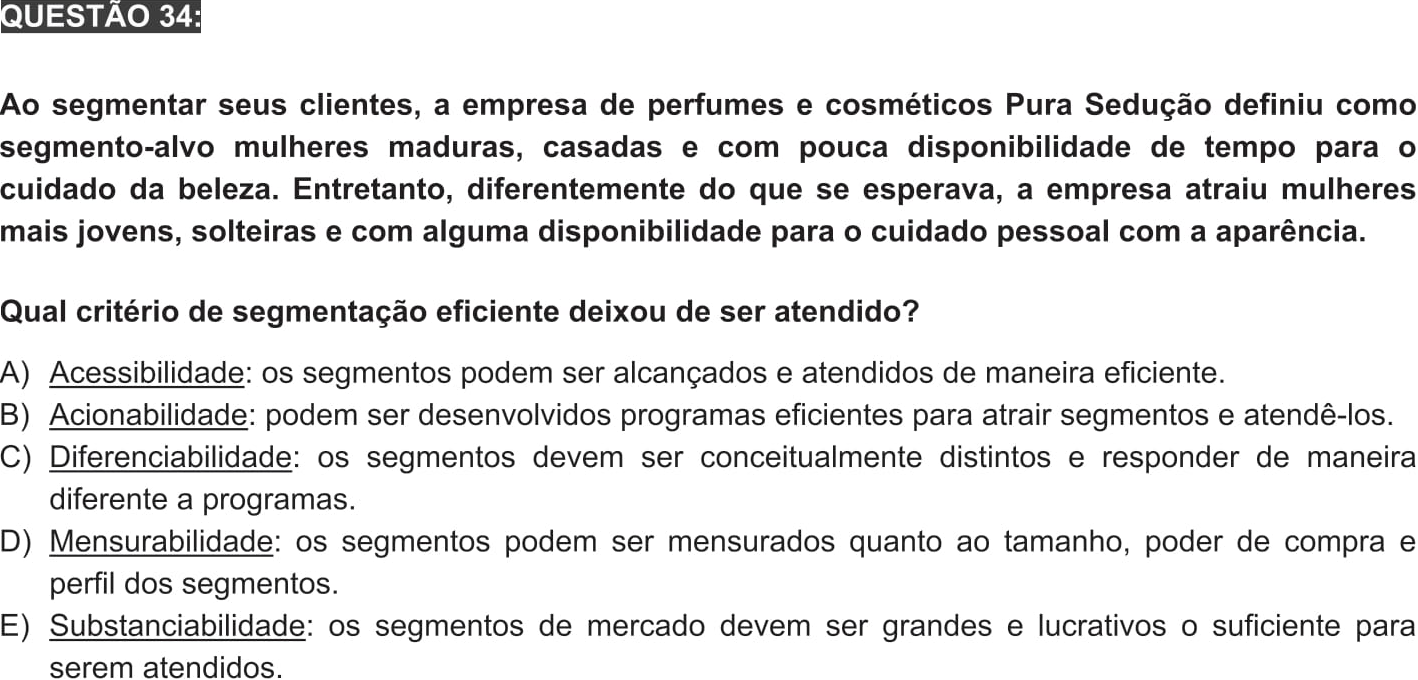 QUESTÃO 34:
Ao segmentar seus clientes, a empresa de perfumes e cosméticos Pura Sedução definiu como
segmento-alvo mulheres maduras, casadas e com pouca disponibilidade de tempo para o
cuidado da beleza. Entretanto, diferentemente do que se esperava, a empresa atraiu mulheres
mais jovens, solteiras e com alguma disponibilidade para o cuidado pessoal com a aparência.
Qual critério de segmentação eficiente deixou de ser atendido?
A) Acessibilidade: os segmentos podem ser alcançados e atendidos de maneira eficiente.
B) Acionabilidade: podem ser desenvolvidos programas eficientes para atrair segmentos e atendê-los.
C) Diferenciabilidade: os segmentos devem ser conceitualmente distintos e responder de maneira
diferente a programas.
D) Mensurabilidade: os segmentos podem ser mensurados quanto ao tamanho, poder de compra e
perfil dos segmentos.
E) Substanciabilidade: os segmentos de mercado devem ser grandes e lucrativos o suficiente para
serem atendidos.